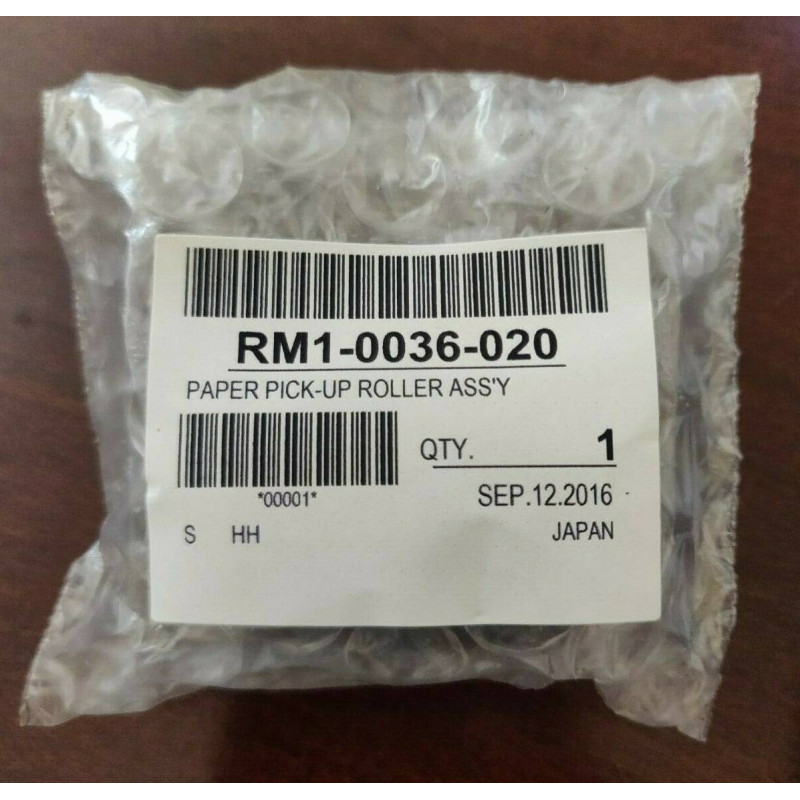 RM1-0036-020
PAPER PICK-UP ROLLER ASS'Y
QTY. 1
*00001*
SEP.12.2016
S HH JAPAN